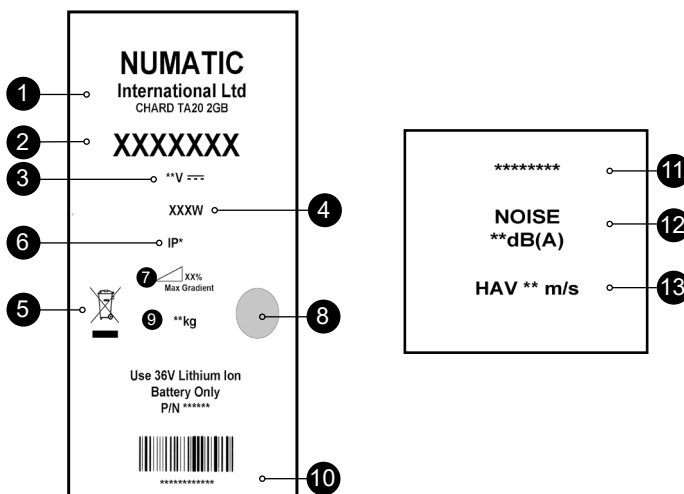 NUMATIC
1 International Ltd
CHARD TA20 2GB
2 XXXXXXX
3 **V
XXXW 4
6 IP*
7 XX%
Max Gradient
5
9 **kg 8
Use 36V Lithium Ion
Battery Only
P/N ******
************ 10
******** 11
NOISE 12
**dB(A)
HAV ** m/s 13